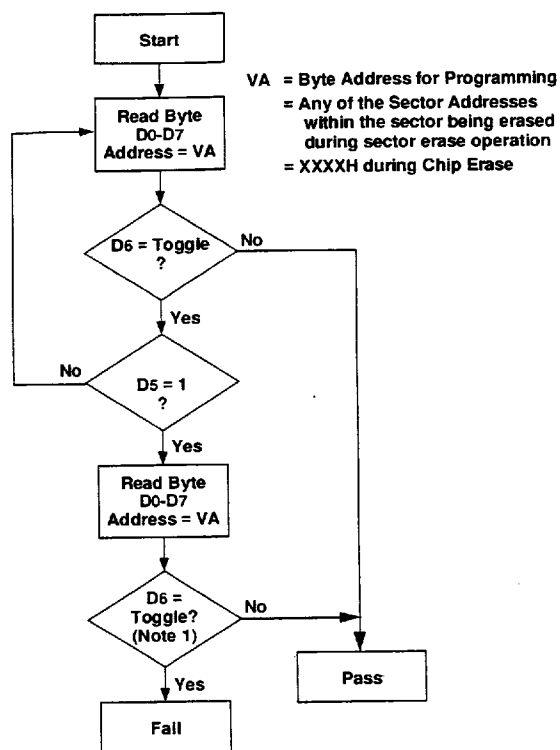 Start
VA = Byte Address for Programming
= Any of the Sector Addresses
within the sector being erased
during sector erase operation
= XXXXH during Chip Erase
Read Byte
D0-D7
Address = VA
D6 = Toggle
?
No
Yes
No
D5 = 1
?
Yes
Read Byte
D0-D7
Address = VA
D6 =
Toggle?
(Note 1)
No
Yes
Pass
Fail